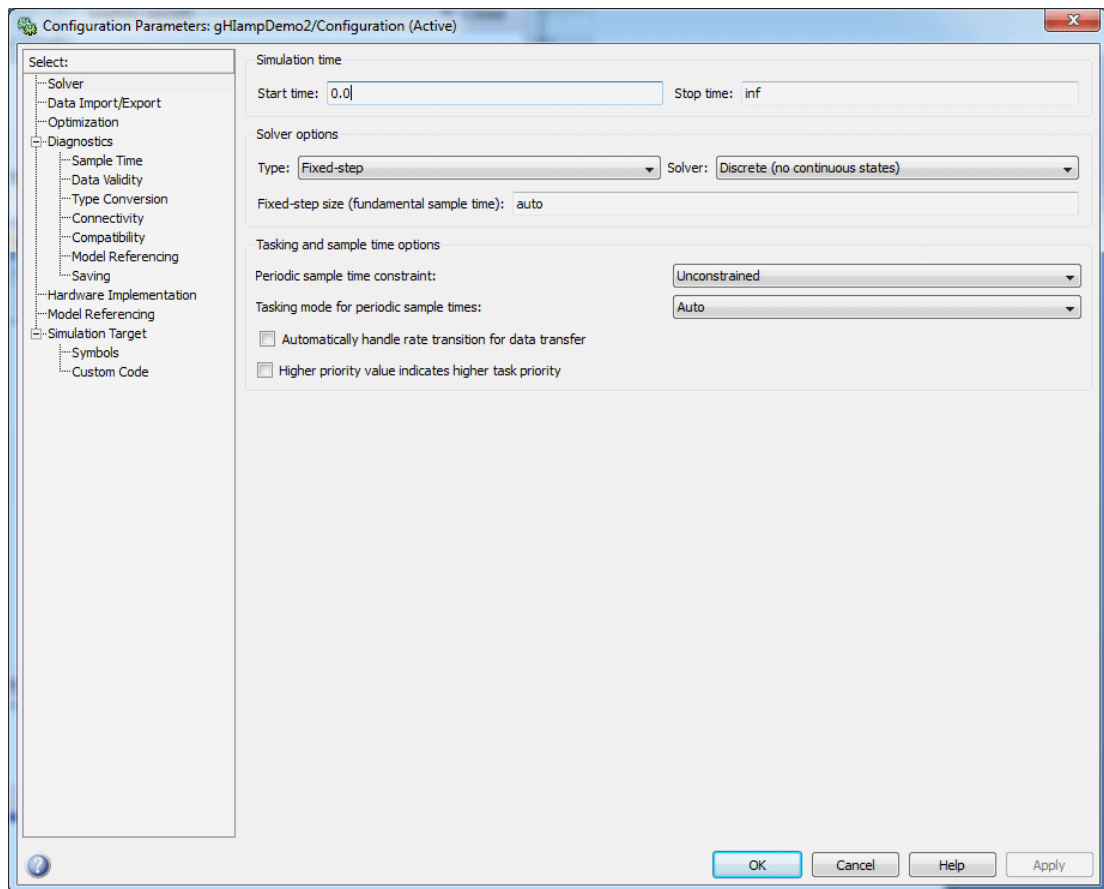 Configuration Parameters: gHIampDemo2/Configuration (Active)
Select:
Solver
Data Import/Export
Optimization
Diagnostics
Sample Time
Data Validity
Type Conversion
Connectivity
Compatibility
Model Referencing
Saving
Hardware Implementation
Model Referencing
Simulation Target
Symbols
Custom Code
Simulation time
Start time: 0.0 Stop time: inf
Solver options
Type: Fixed-step Solver: Discrete (no continuous states)
Fixed-step size (fundamental sample time): auto
Tasking and sample time options
Periodic sample time constraint: Unconstrained
Tasking mode for periodic sample times: Auto
Automatically handle rate transition for data transfer
Higher priority value indicates higher task priority
OK Cancel Help Apply